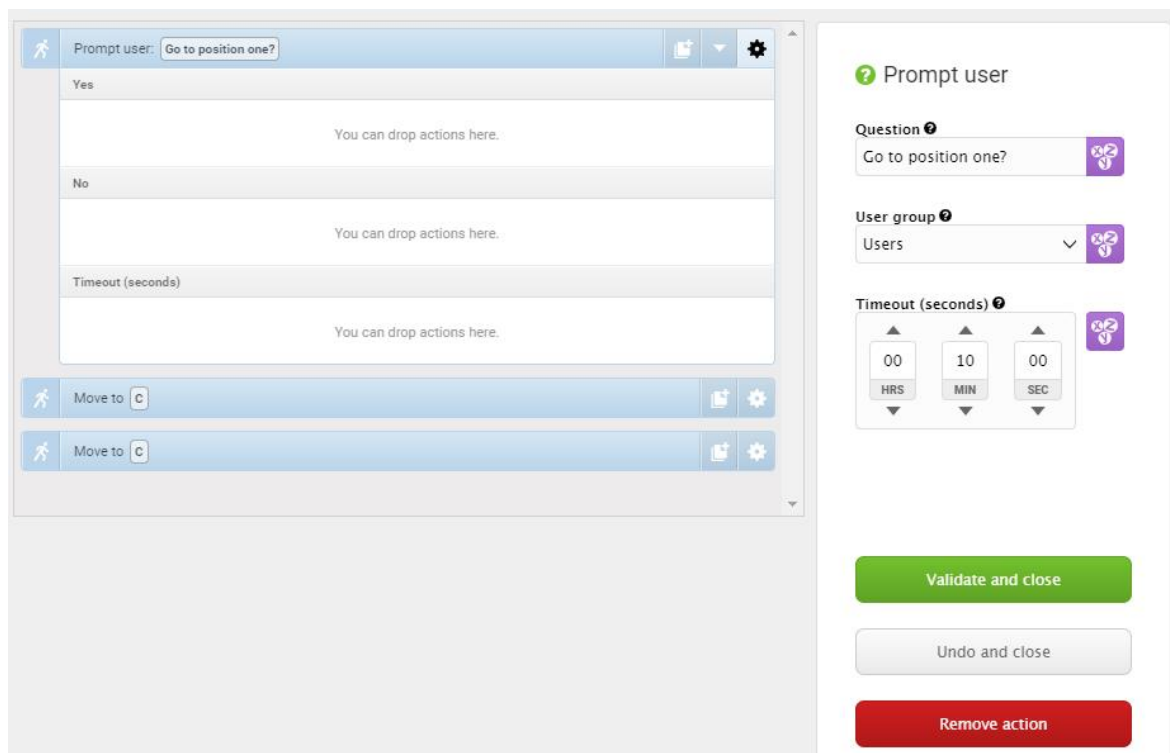 Prompt user: Go to position one?
Yes
You can drop actions here.
No
You can drop actions here.
Timeout (seconds)
You can drop actions here.
Move to C
Move to C
Prompt user
Question
Go to position one?
User group
Users
Timeout (seconds)
00 10 00
HRS MIN SEC
Validate and close
Undo and close
Remove action